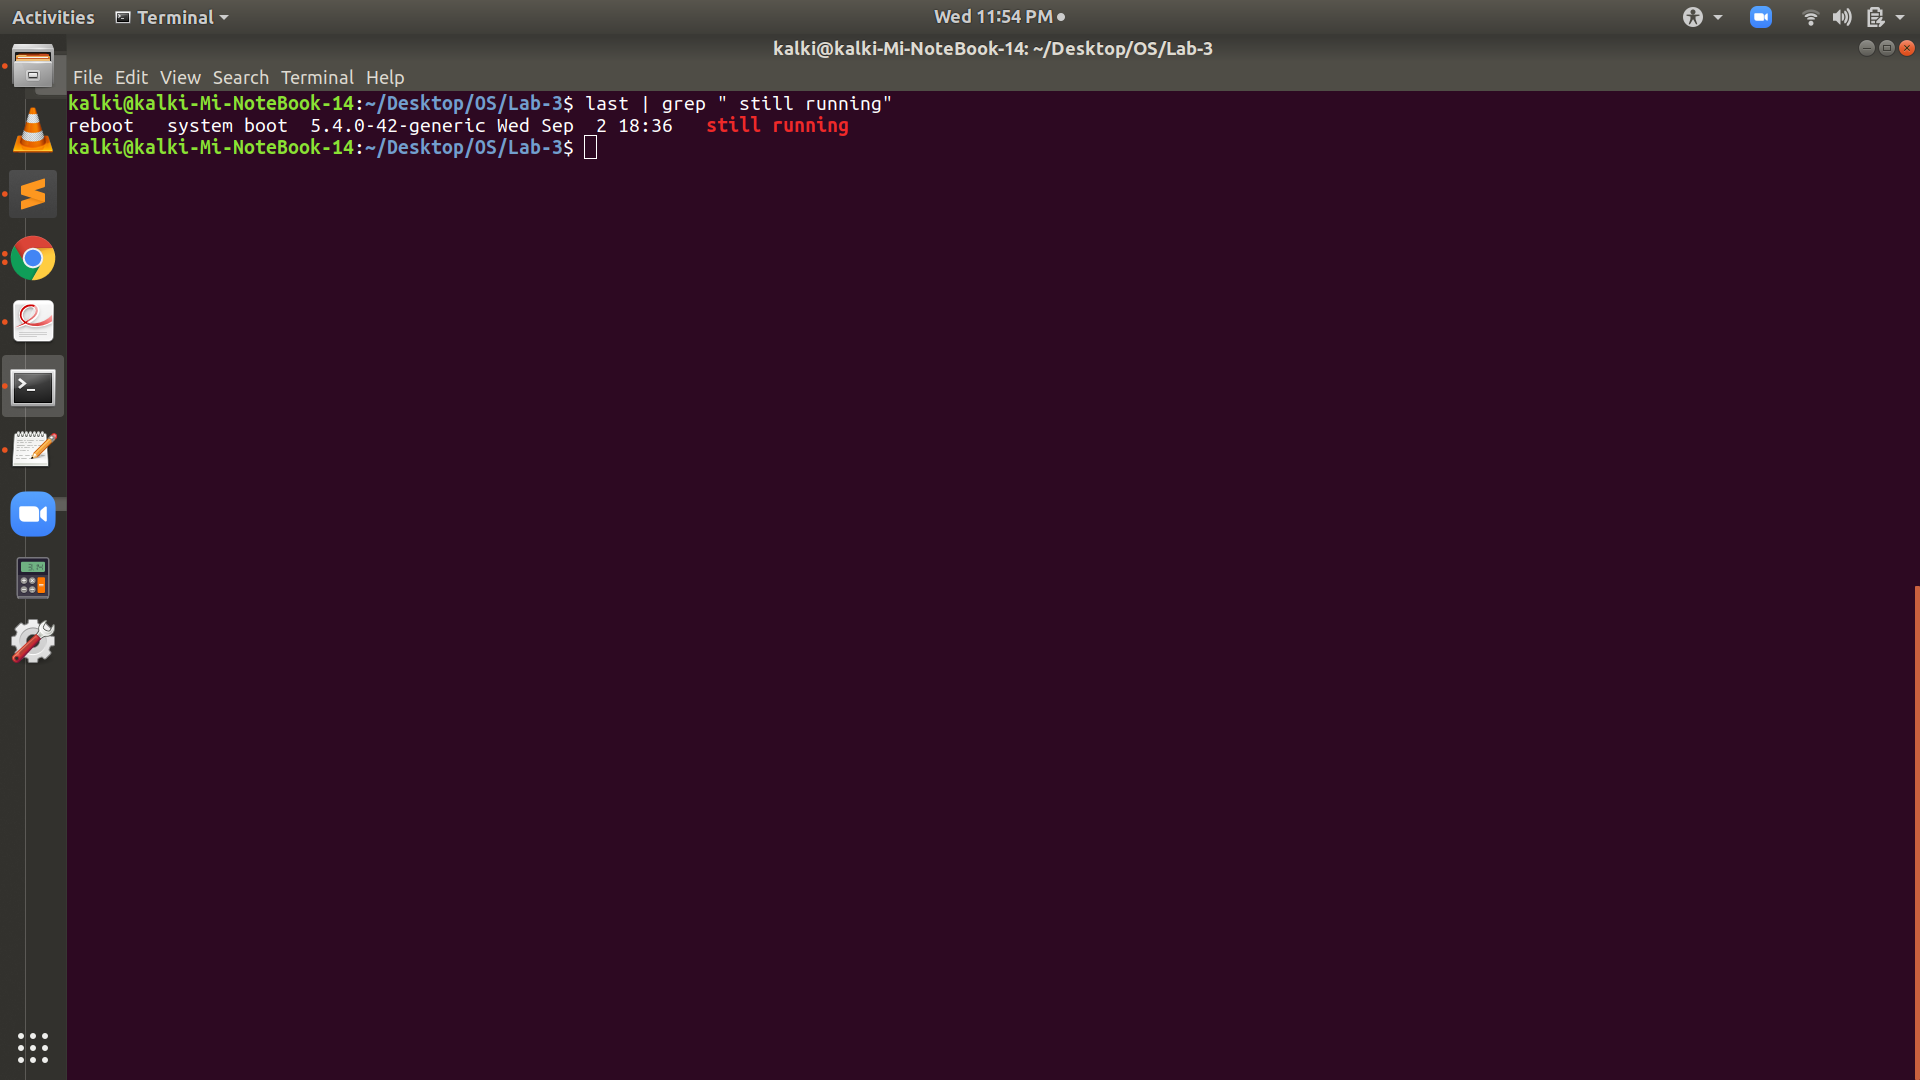 Activities Terminal Wed 11:54 PM
kalki@kalki-Mi-NoteBook-14: ~/Desktop/OS/Lab-3
File Edit View Search Terminal Help
kalki@kalki-Mi-NoteBook-14:~/Desktop/OS/Lab-3$ last | grep " still running"
reboot   system boot  5.4.0-42-generic Wed Sep  2 18:36   still running
kalki@kalki-Mi-NoteBook-14:~/Desktop/OS/Lab-3$